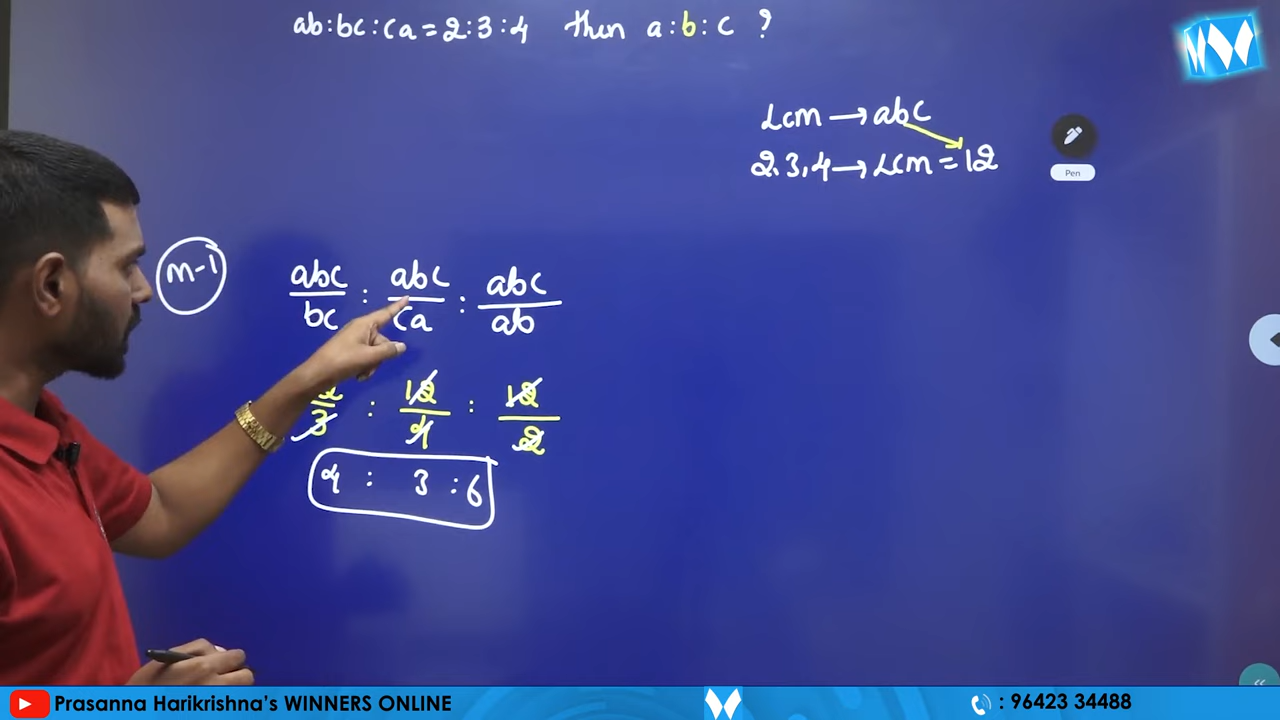 ab:bc:ca=2:3:4 then a:b:c ?
Lcm→abc
2,3,4→Lcm=12
Pen
m-1
abc/bc : abc/ca : abc/ab
3 : 12/4 : 12/2
4 : 3 : 6
Prasanna Harikrishna's WINNERS ONLINE
: 96423 34488